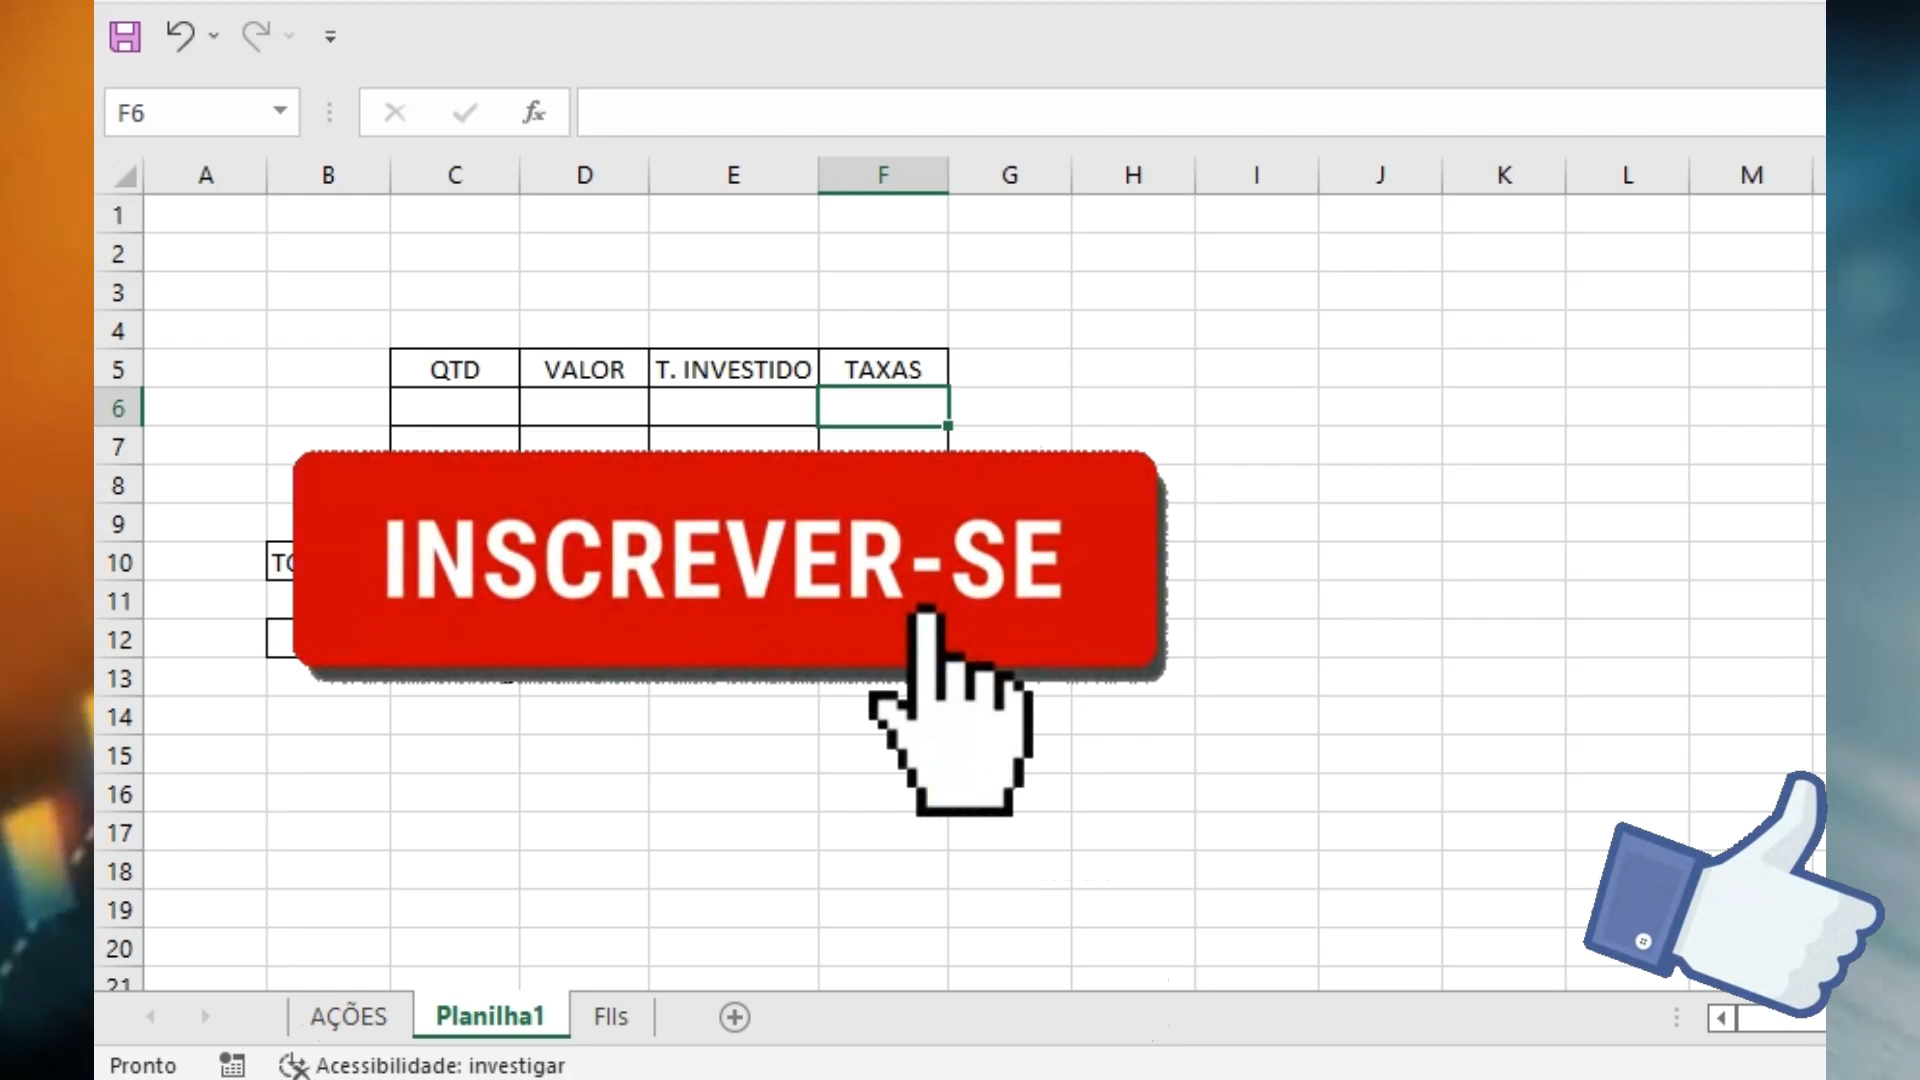 F6
fx
A B C D E F G H I J K L M
1
2
3
4
5 QTD VALOR T. INVESTIDO TAXAS
6
7
8
9
10
11
12
13
14
15
16
17
18
19
20
21
INSCREVER-SE
AÇÕES Planilha1 FIIs
Pronto Acessibilidade: investigar